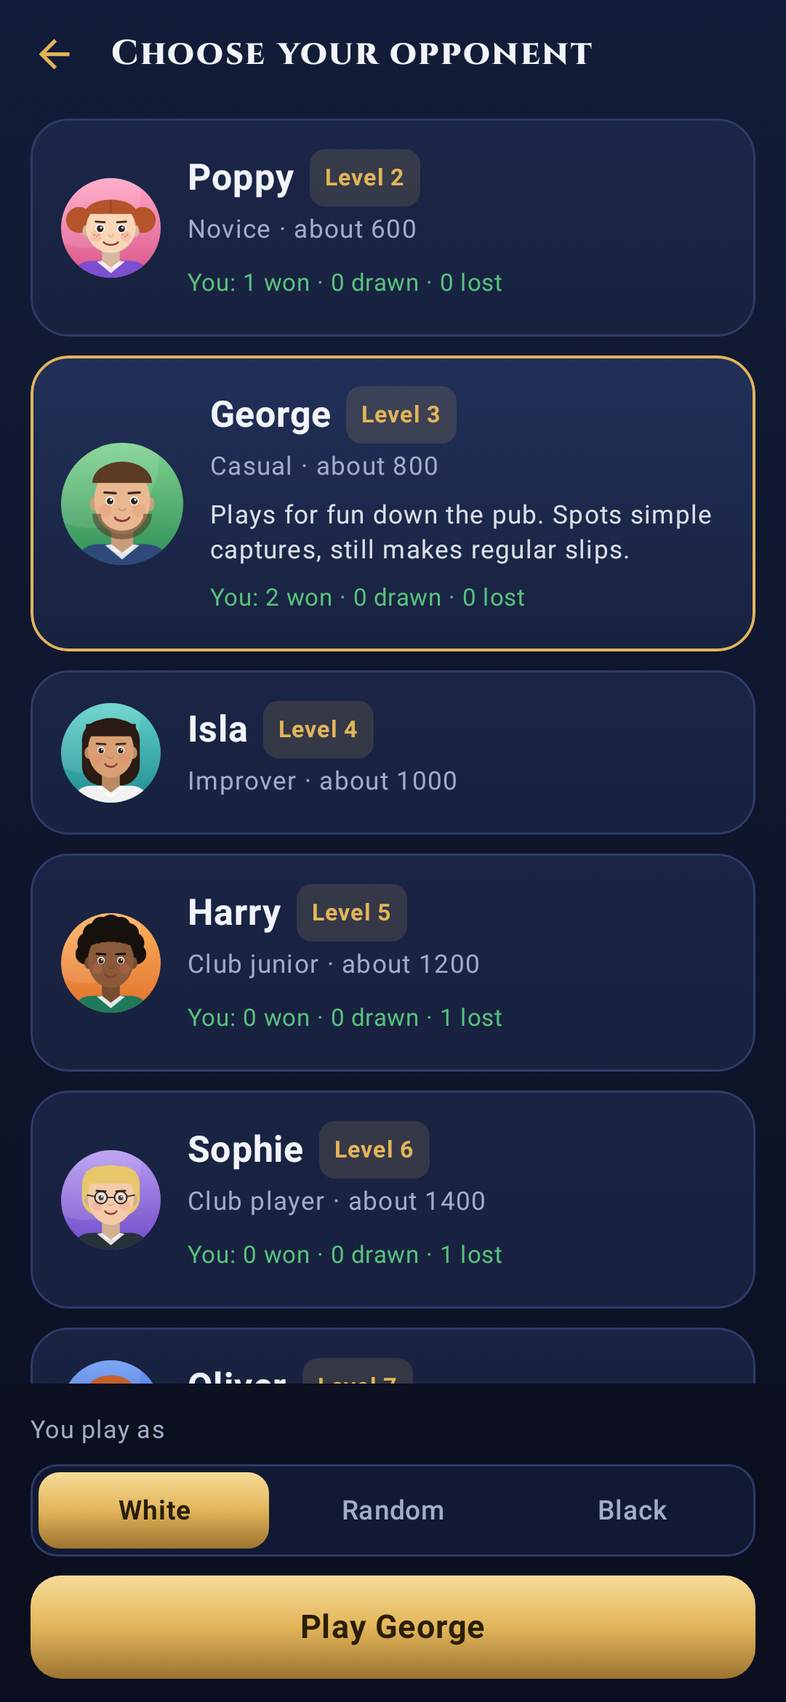 Choose your opponent
Poppy Level 2
Novice · about 600
You: 1 won · 0 drawn · 0 lost
George Level 3
Casual · about 800
Plays for fun down the pub. Spots simple
captures, still makes regular slips.
You: 2 won · 0 drawn · 0 lost
Isla Level 4
Improver · about 1000
Harry Level 5
Club junior · about 1200
You: 0 won · 0 drawn · 1 lost
Sophie Level 6
Club player · about 1400
You: 0 won · 0 drawn · 1 lost
Oliver Level 7
You play as
White Random Black
Play George